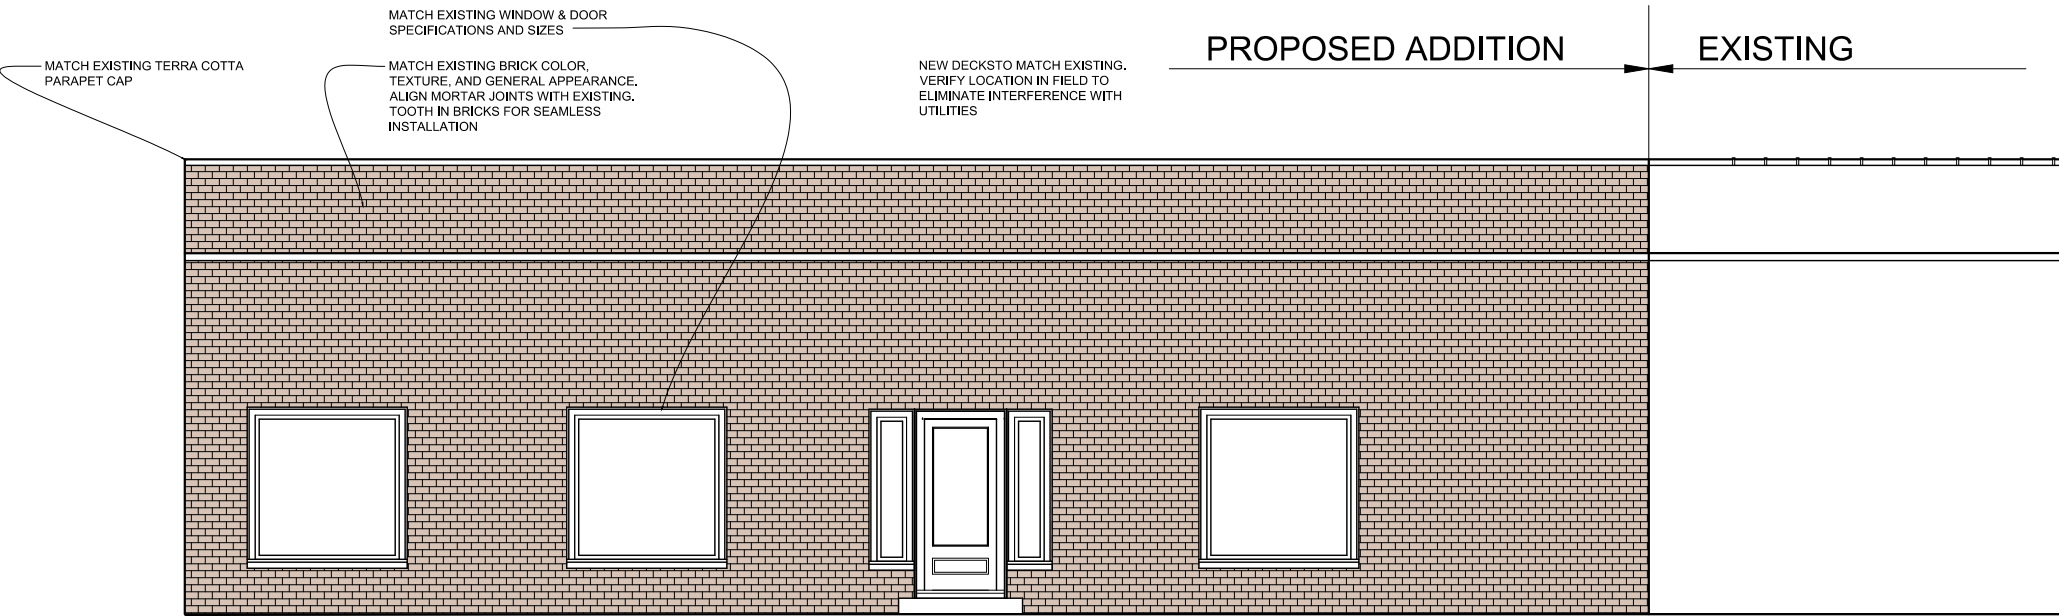 MATCH EXISTING WINDOW & DOOR
SPECIFICATIONS AND SIZES
MATCH EXISTING TERRA COTTA
PARAPET CAP
MATCH EXISTING BRICK COLOR,
TEXTURE, AND GENERAL APPEARANCE.
ALIGN MORTAR JOINTS WITH EXISTING.
TOOTH IN BRICKS FOR SEAMLESS
INSTALLATION
NEW DECKSTO MATCH EXISTING.
VERIFY LOCATION IN FIELD TO
ELIMINATE INTERFERENCE WITH
UTILITIES
PROPOSED ADDITION
EXISTING